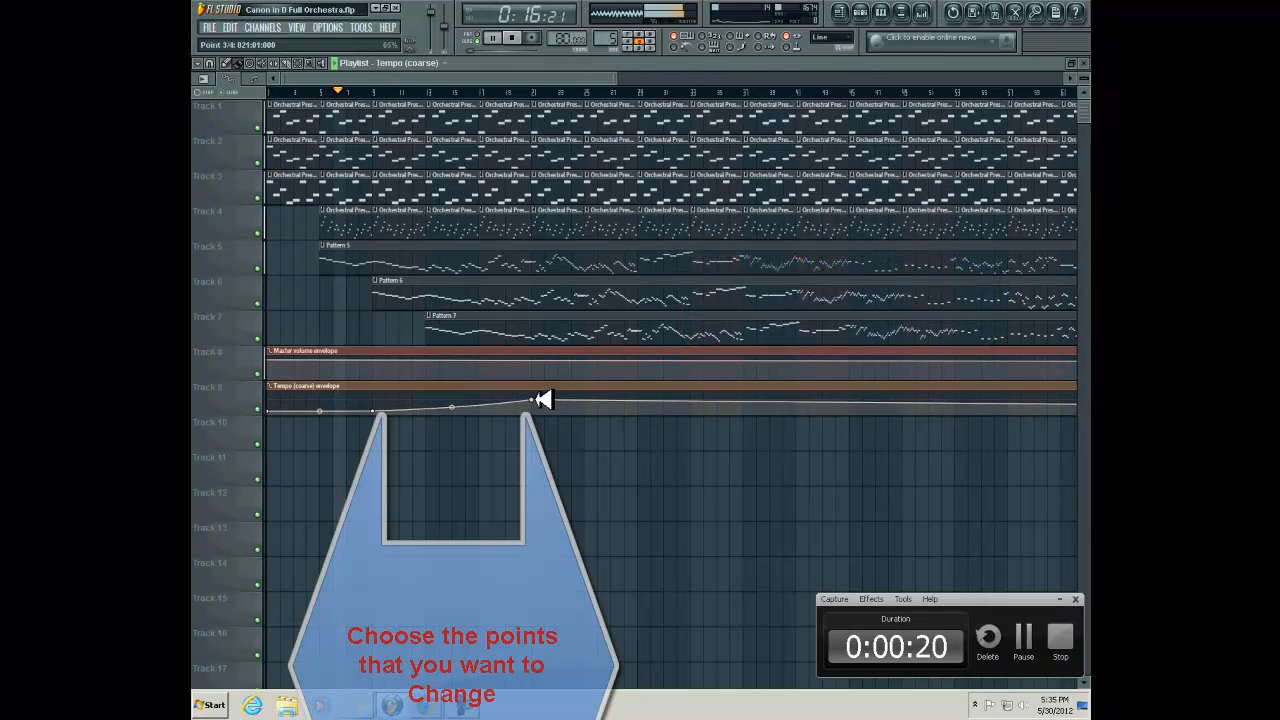 FL STUDIO Canon in D Full Orchestra.flp
FILE EDIT CHANNELS VIEW OPTIONS TOOLS HELP
Point 3/4: 021:01:000 65%
0:16:21
Line
Click to enable online news
Playlist - Tempo (coarse)
Track 1
Track 2
Track 3
Track 4
Track 5
Pattern 5
Track 6
Pattern 6
Track 7
Pattern 7
Track 8
Master volume envelope
Track 9
Tempo (coarse) envelope
Track 10
Track 11
Track 12
Track 13
Track 14
Track 15
Track 16
Track 17
Choose the points
that you want to
Change
Capture Effects Tools Help
Duration
0:00:20
Delete Pause Stop
Start
5:35 PM
5/30/2012